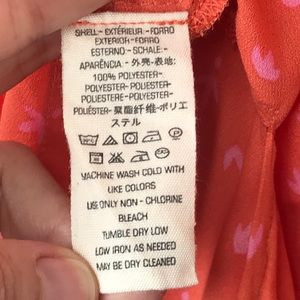 SHELL- EXTÉRIEUR- FORRO
EXTERIOR-FORRO
ESTERNO - SCHALE-
APARÊNCIA - 外壳-表地:
100% POLYESTER-
POLYESTER- POLYESTER-
POLIESTERE- POLYESTER-
POLIÉSTER- 聚酯纤维-ポリエ
ステル
MACHINE WASH COLD WITH
LIKE COLORS
USE ONLY NON - CHLORINE
BLEACH
TUMBLE DRY LOW
LOW IRON AS NEEDED
MAY BE DRY CLEANED